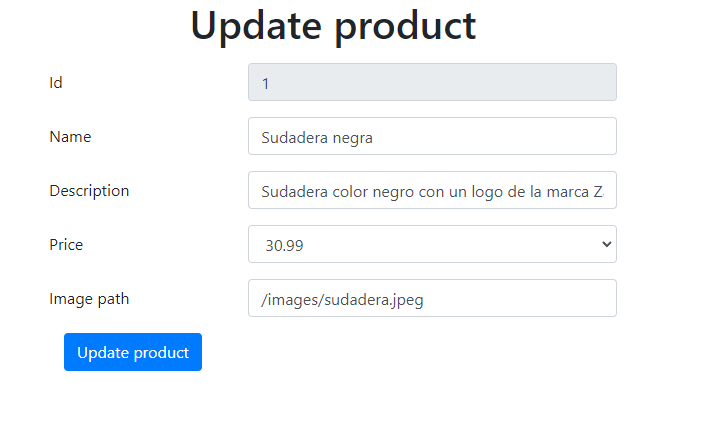 Update product
Id 1
Name Sudadera negra
Description Sudadera color negro con un logo de la marca Z
Price 30.99
Image path /images/sudadera.jpeg
Update product